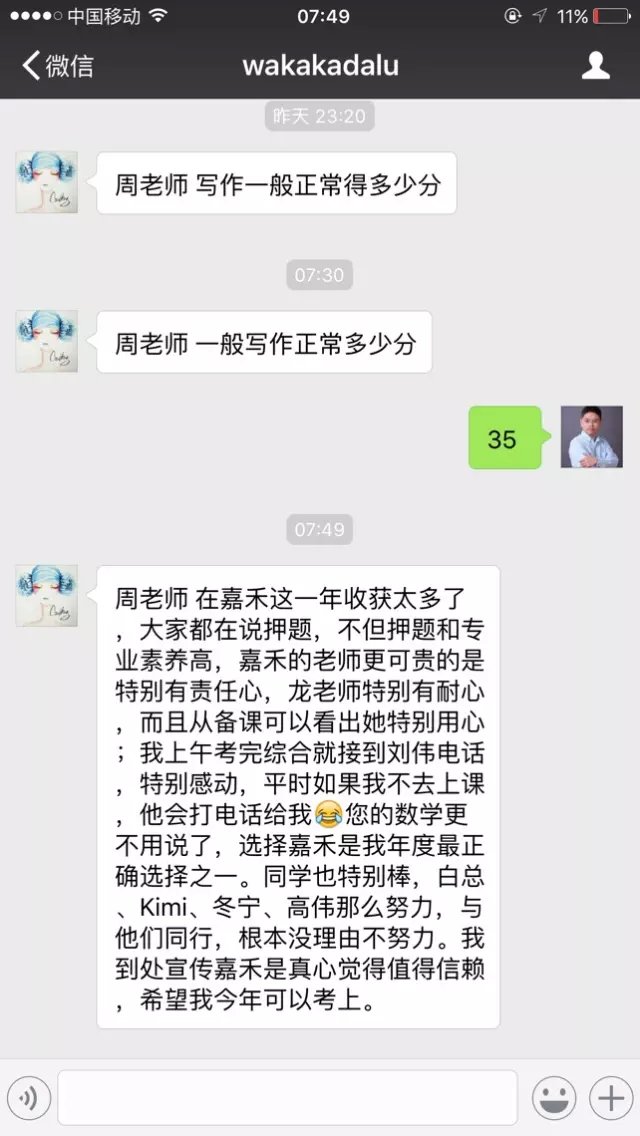 中国移动
07:49
11%
微信
wakakadalu
昨天 23:20
周老师 写作一般正常得多少分
07:30
周老师 一般写作正常多少分
35
07:49
周老师 在嘉禾这一年收获太多了
，大家都在说押题，不但押题和专
业素养高，嘉禾的老师更可贵的是
特别有责任心，龙老师特别有耐心
，而且从备课可以看出她特别用心
；我上午考完综合就接到刘伟电话
，特别感动，平时如果我不去上课
，他会打电话给我😂您的数学更
不用说了，选择嘉禾是我年度最正
确选择之一。同学也特别棒，白总
、Kimi、冬宁、高伟那么努力，与
他们同行，根本没理由不努力。我
到处宣传嘉禾是真心觉得值得信赖
，希望我今年可以考上。